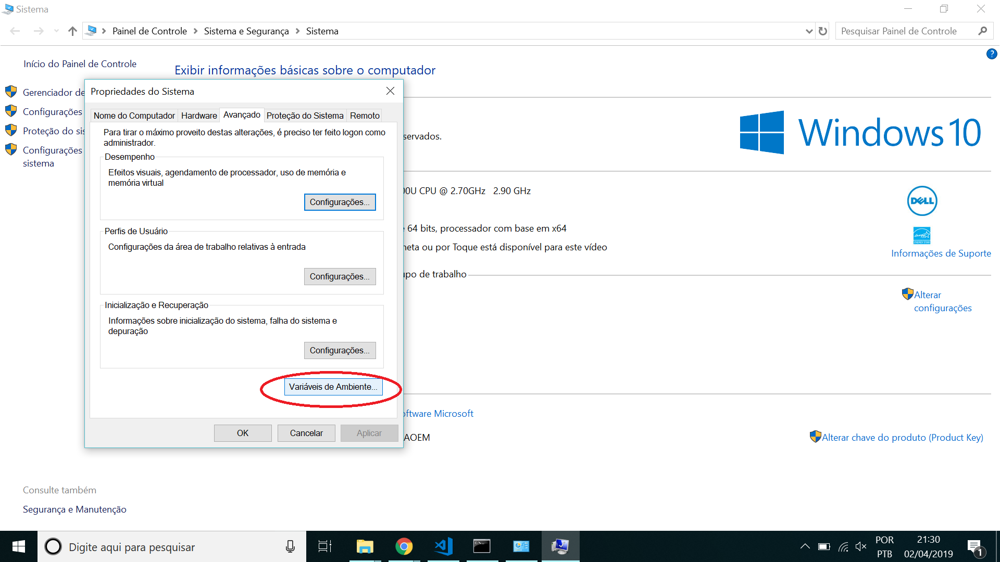 Sistema
Painel de Controle
Sistema e Segurança
Sistema
Pesquisar Painel de Controle
?
Início do Painel de Controle
Exibir informações básicas sobre o computador
Gerenciador de
Configurações
Proteção do sis
Configurações
sistema
Propriedades do Sistema
Nome do Computador
Hardware
Avançado
Proteção do Sistema
Remoto
Para tirar o máximo proveito destas alterações, é preciso ter feito logon como
administrador.
Desempenho
Efeitos visuais, agendamento de processador, uso de memória e
memória virtual
Configurações...
Perfis de Usuário
Configurações da área de trabalho relativas à entrada
Configurações...
Inicialização e Recuperação
Informações sobre inicialização do sistema, falha do sistema e
depuração
Configurações...
Variáveis de Ambiente...
OK
Cancelar
Aplicar
servados.
Windows 10
00U CPU @ 2.70GHz 2.90 GHz
DELL
64 bits, processador com base em x64
ENERGY STAR
neta ou por Toque está disponível para este vídeo
Informações de Suporte
upo de trabalho
Alterar
configurações
oftware Microsoft
AOEM
Alterar chave do produto (Product Key)
Consulte também
Segurança e Manutenção
Digite aqui para pesquisar
POR
PTB
21:30
02/04/2019
1